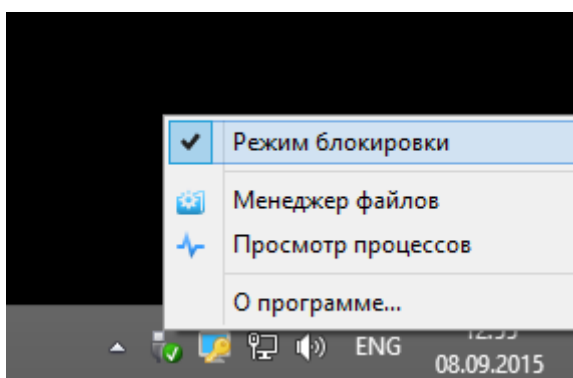 Режим блокировки
Менеджер файлов
Просмотр процессов
О программе...
ENG
08.09.2015